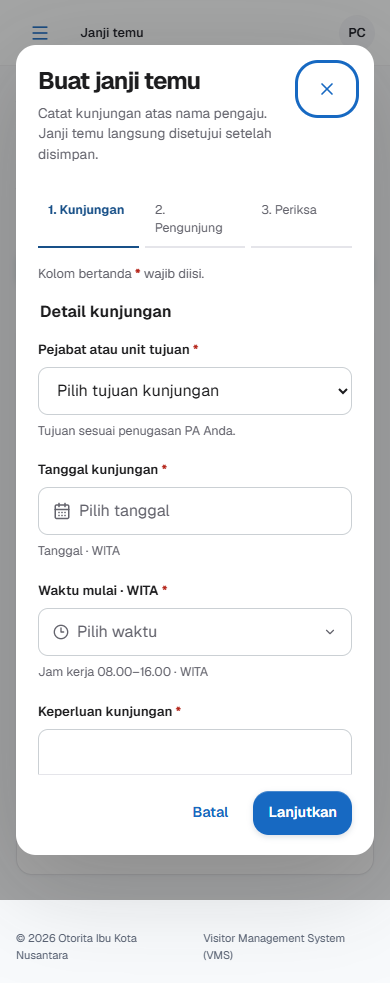 Janji temu
PC
Buat janji temu
Catat kunjungan atas nama pengaju.
Janji temu langsung disetujui setelah
disimpan.
1. Kunjungan
2.
Pengunjung
3. Periksa
Kolom bertanda * wajib diisi.
Detail kunjungan
Pejabat atau unit tujuan *
Pilih tujuan kunjungan
Tujuan sesuai penugasan PA Anda.
Tanggal kunjungan *
Pilih tanggal
Tanggal · WITA
Waktu mulai · WITA *
Pilih waktu
Jam kerja 08.00–16.00 · WITA
Keperluan kunjungan *
Batal
Lanjutkan
© 2026 Otorita Ibu Kota
Nusantara
Visitor Management System
(VMS)